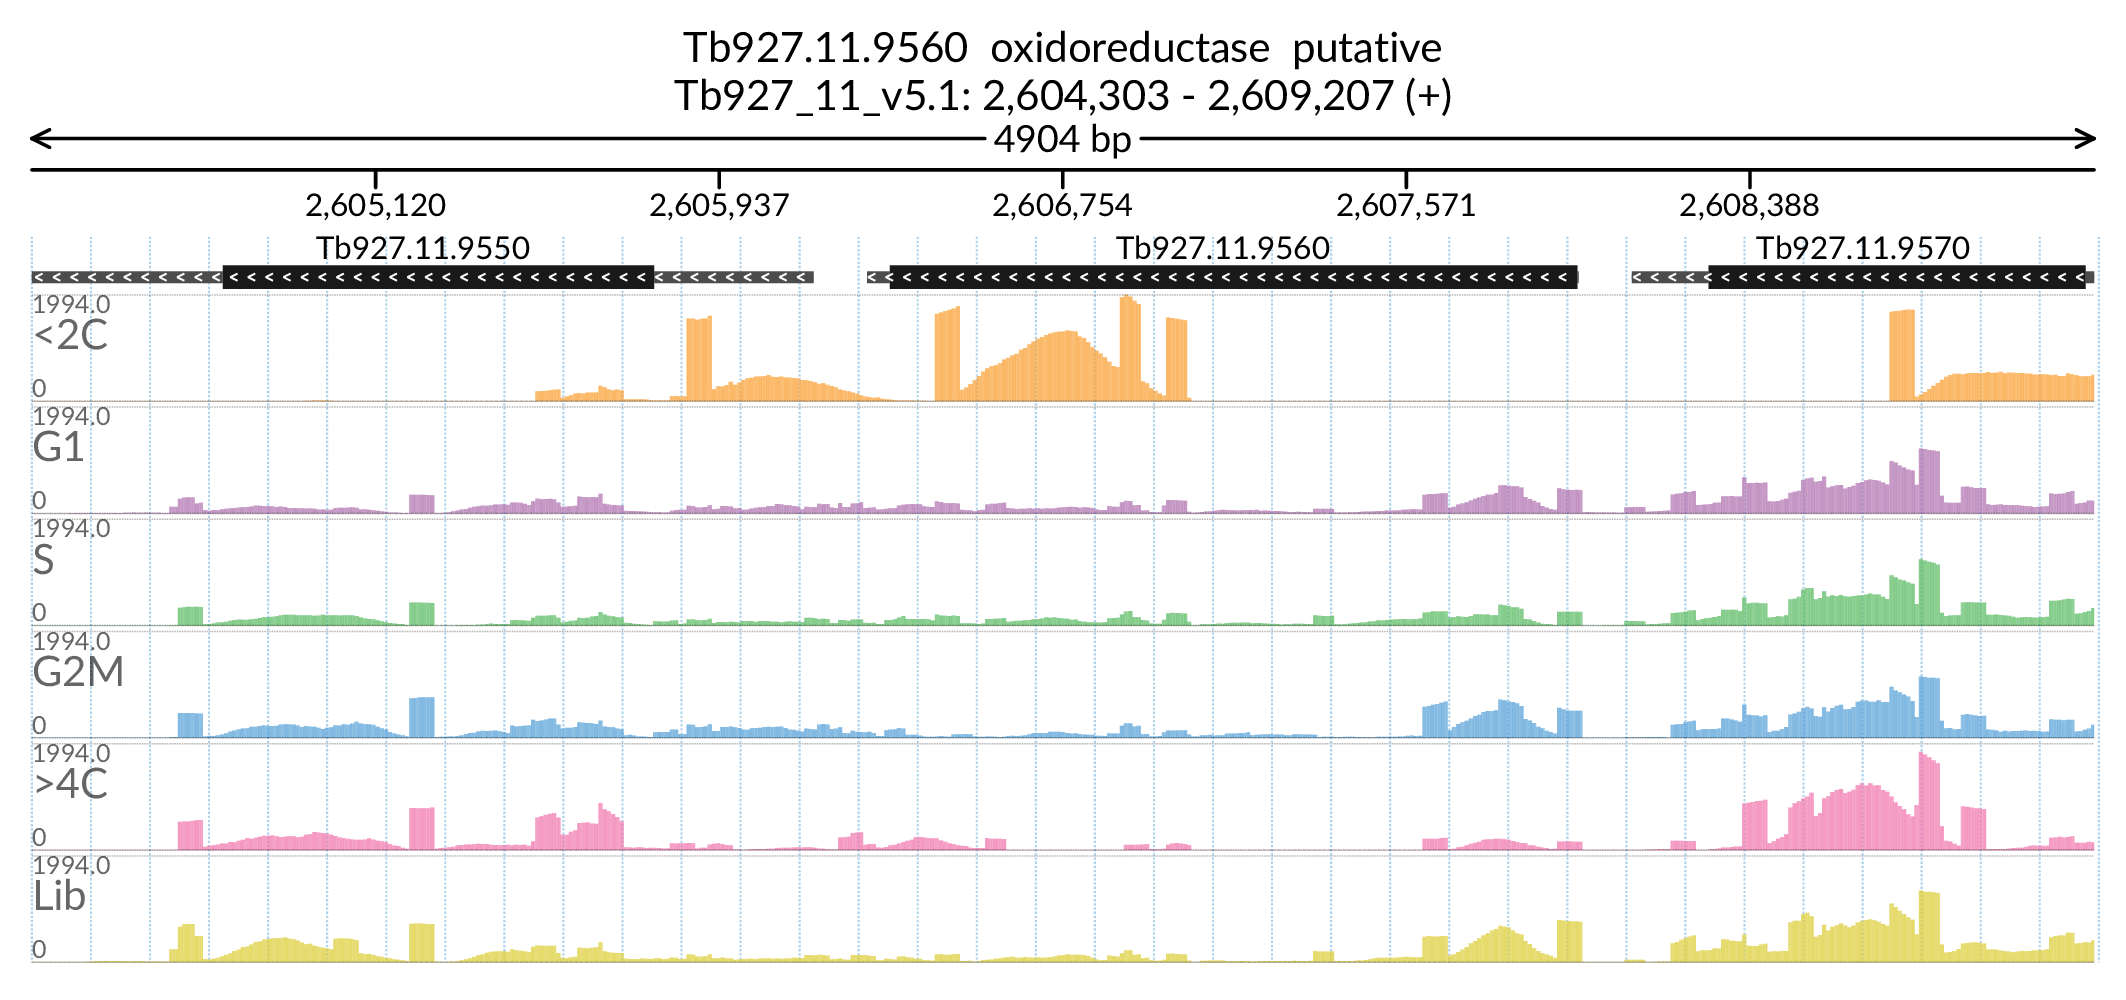 Tb927.11.9560 oxidoreductase putative
Tb927_11_v5.1: 2,604,303 - 2,609,207 (+)
4904 bp
2,605,120 2,605,937 2,606,754 2,607,571 2,608,388
Tb927.11.9550 Tb927.11.9560 Tb927.11.9570
1994.0
<2C
0
1994.0
G1
0
1994.0
S
0
1994.0
G2M
0
1994.0
>4C
0
1994.0
Lib
0